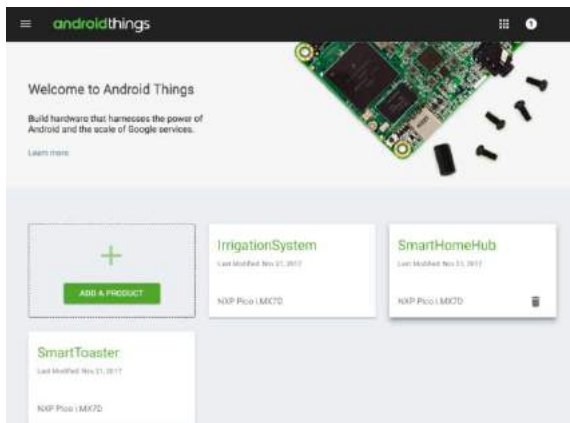 androidthings
1
Welcome to Android Things
Build hardware that harnesses the power of
Android and the scale of Google services.
Learn more
ADD A PRODUCT
IrrigationSystem
Last Modified: Nov 21, 2017
NXP Pico i.MX7D
SmartHomeHub
Last Modified: Nov 21, 2017
NXP Pico i.MX7D
SmartToaster
Last Modified: Nov 21, 2017
NXP Pico i.MX7D